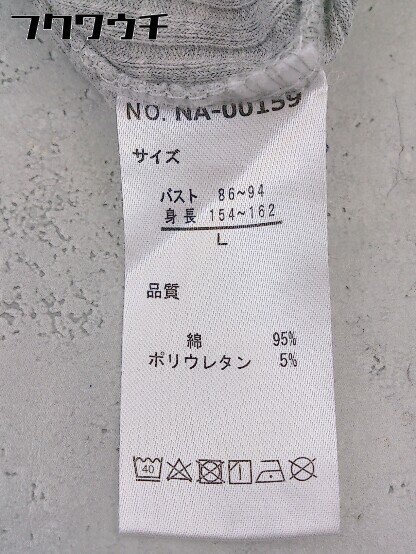 フクワウチ
NO. NA-00159
サイズ
バスト 86~94
身長 154~162
L
品質
綿 95%
ポリウレタン 5%
40